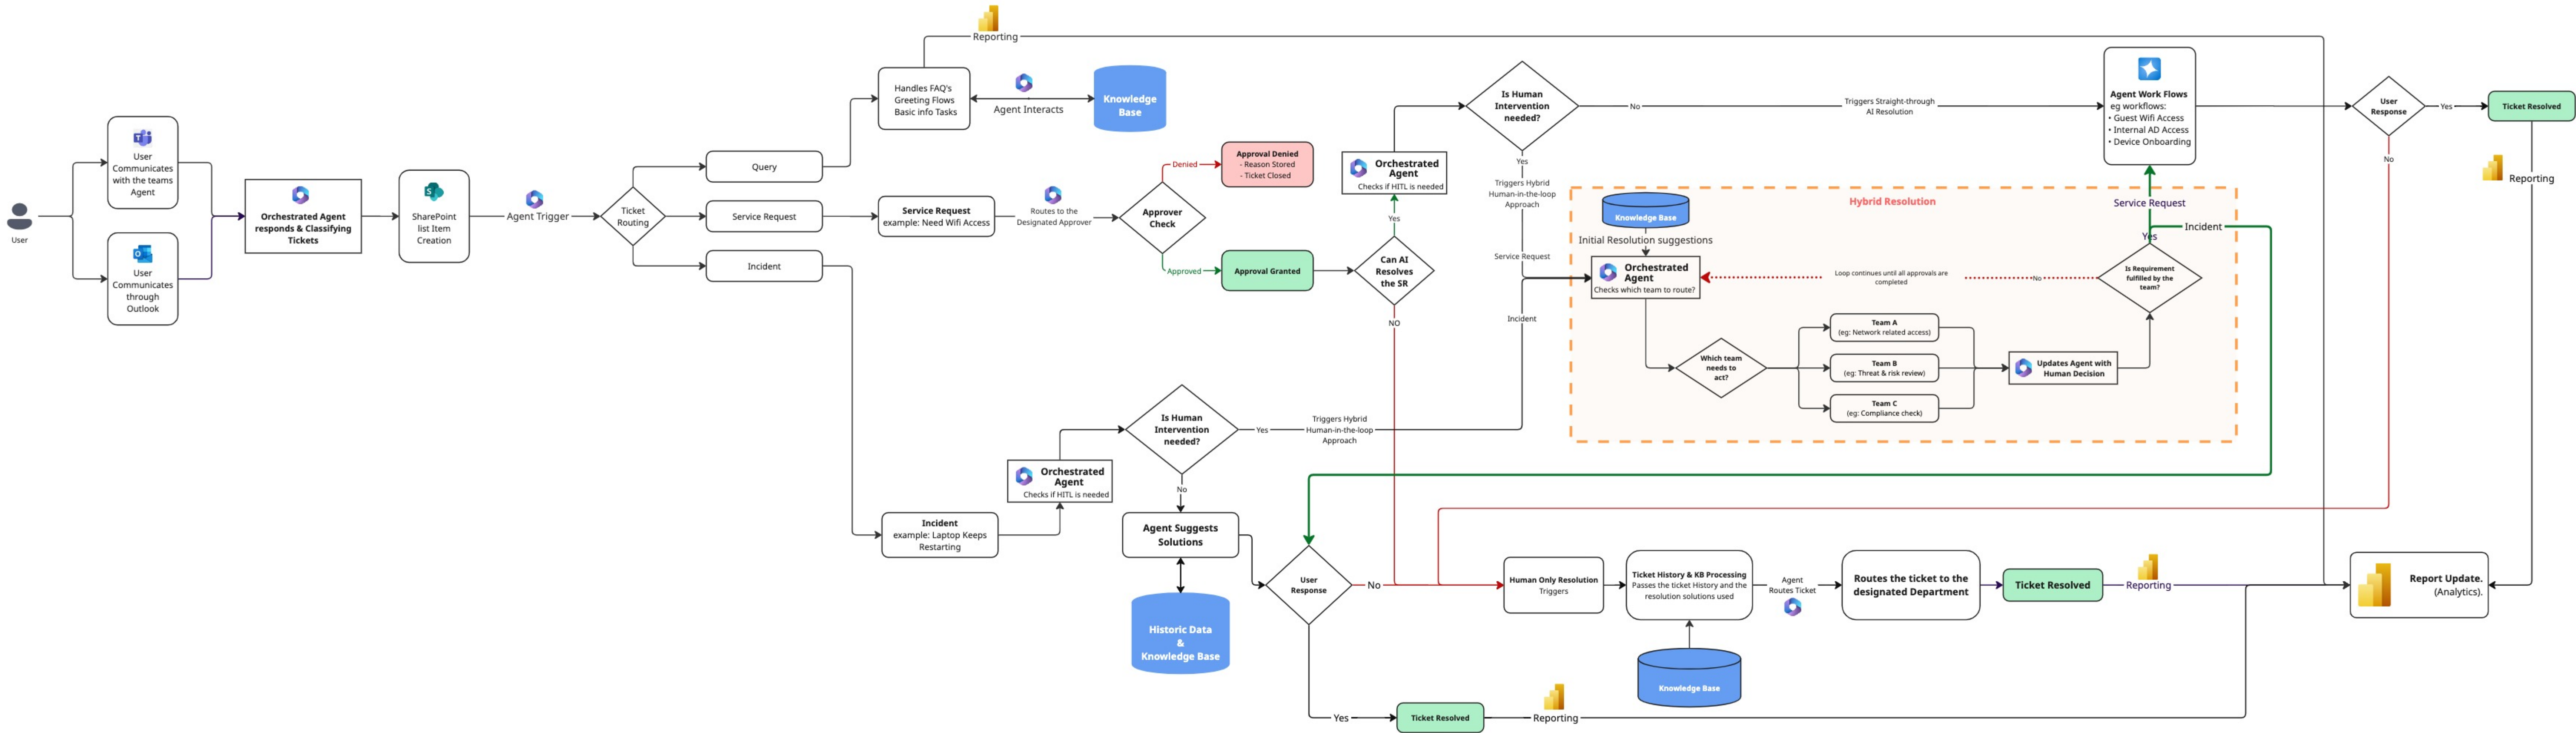 User
User
Communicates
with the teams
Agent
User
Communicates
through
Outlook
Orchestrated Agent
responds & Classifying
Tickets
SharePoint
list Item
Creation
Agent Trigger
Ticket
Routing
Query
Service Request
Incident
Reporting
Handles FAQ's
Greeting Flows
Basic info Tasks
Agent Interacts
Knowledge
Base
Service Request
example: Need Wifi Access
Routes to the
Designated Approver
Approver
Check
Denied
Approval Denied
- Reason Stored
- Ticket Closed
Approved
Approval Granted
Can AI
Resolves
the SR
Yes
NO
Orchestrated
Agent
Checks if HITL is needed
Is Human
Intervention
needed?
No
Triggers Straight-through
AI Resolution
Yes
Triggers Hybrid
Human-in-the-loop
Approach
Service Request
Incident
Agent Work Flows
eg workflows:
• Guest Wifi Access
• Internal AD Access
• Device Onboarding
User
Response
Yes
No
Ticket Resolved
Reporting
Hybrid Resolution
Knowledge Base
Initial Resolution suggestions
Orchestrated
Agent
Checks which team to route?
Loop continues until all approvals are
completed
No
Is Requirement
fulfilled by the
team?
Yes
Service Request
Incident
Which team
needs to
act?
Team A
(eg: Network related access)
Team B
(eg: Threat & risk review)
Team C
(eg: Compliance check)
Updates Agent with
Human Decision
Incident
example: Laptop Keeps
Restarting
Orchestrated
Agent
Checks if HITL is needed
Is Human
Intervention
needed?
Yes
Triggers Hybrid
Human-in-the-loop
Approach
No
Agent Suggests
Solutions
Historic Data
&
Knowledge Base
User
Response
No
Human Only Resolution
Triggers
Ticket History & KB Processing
Passes the ticket History and the
resolution solutions used
Knowledge Base
Agent
Routes Ticket
Routes the ticket to the
designated Department
Ticket Resolved
Reporting
Report Update.
(Analytics).
Yes
Ticket Resolved
Reporting